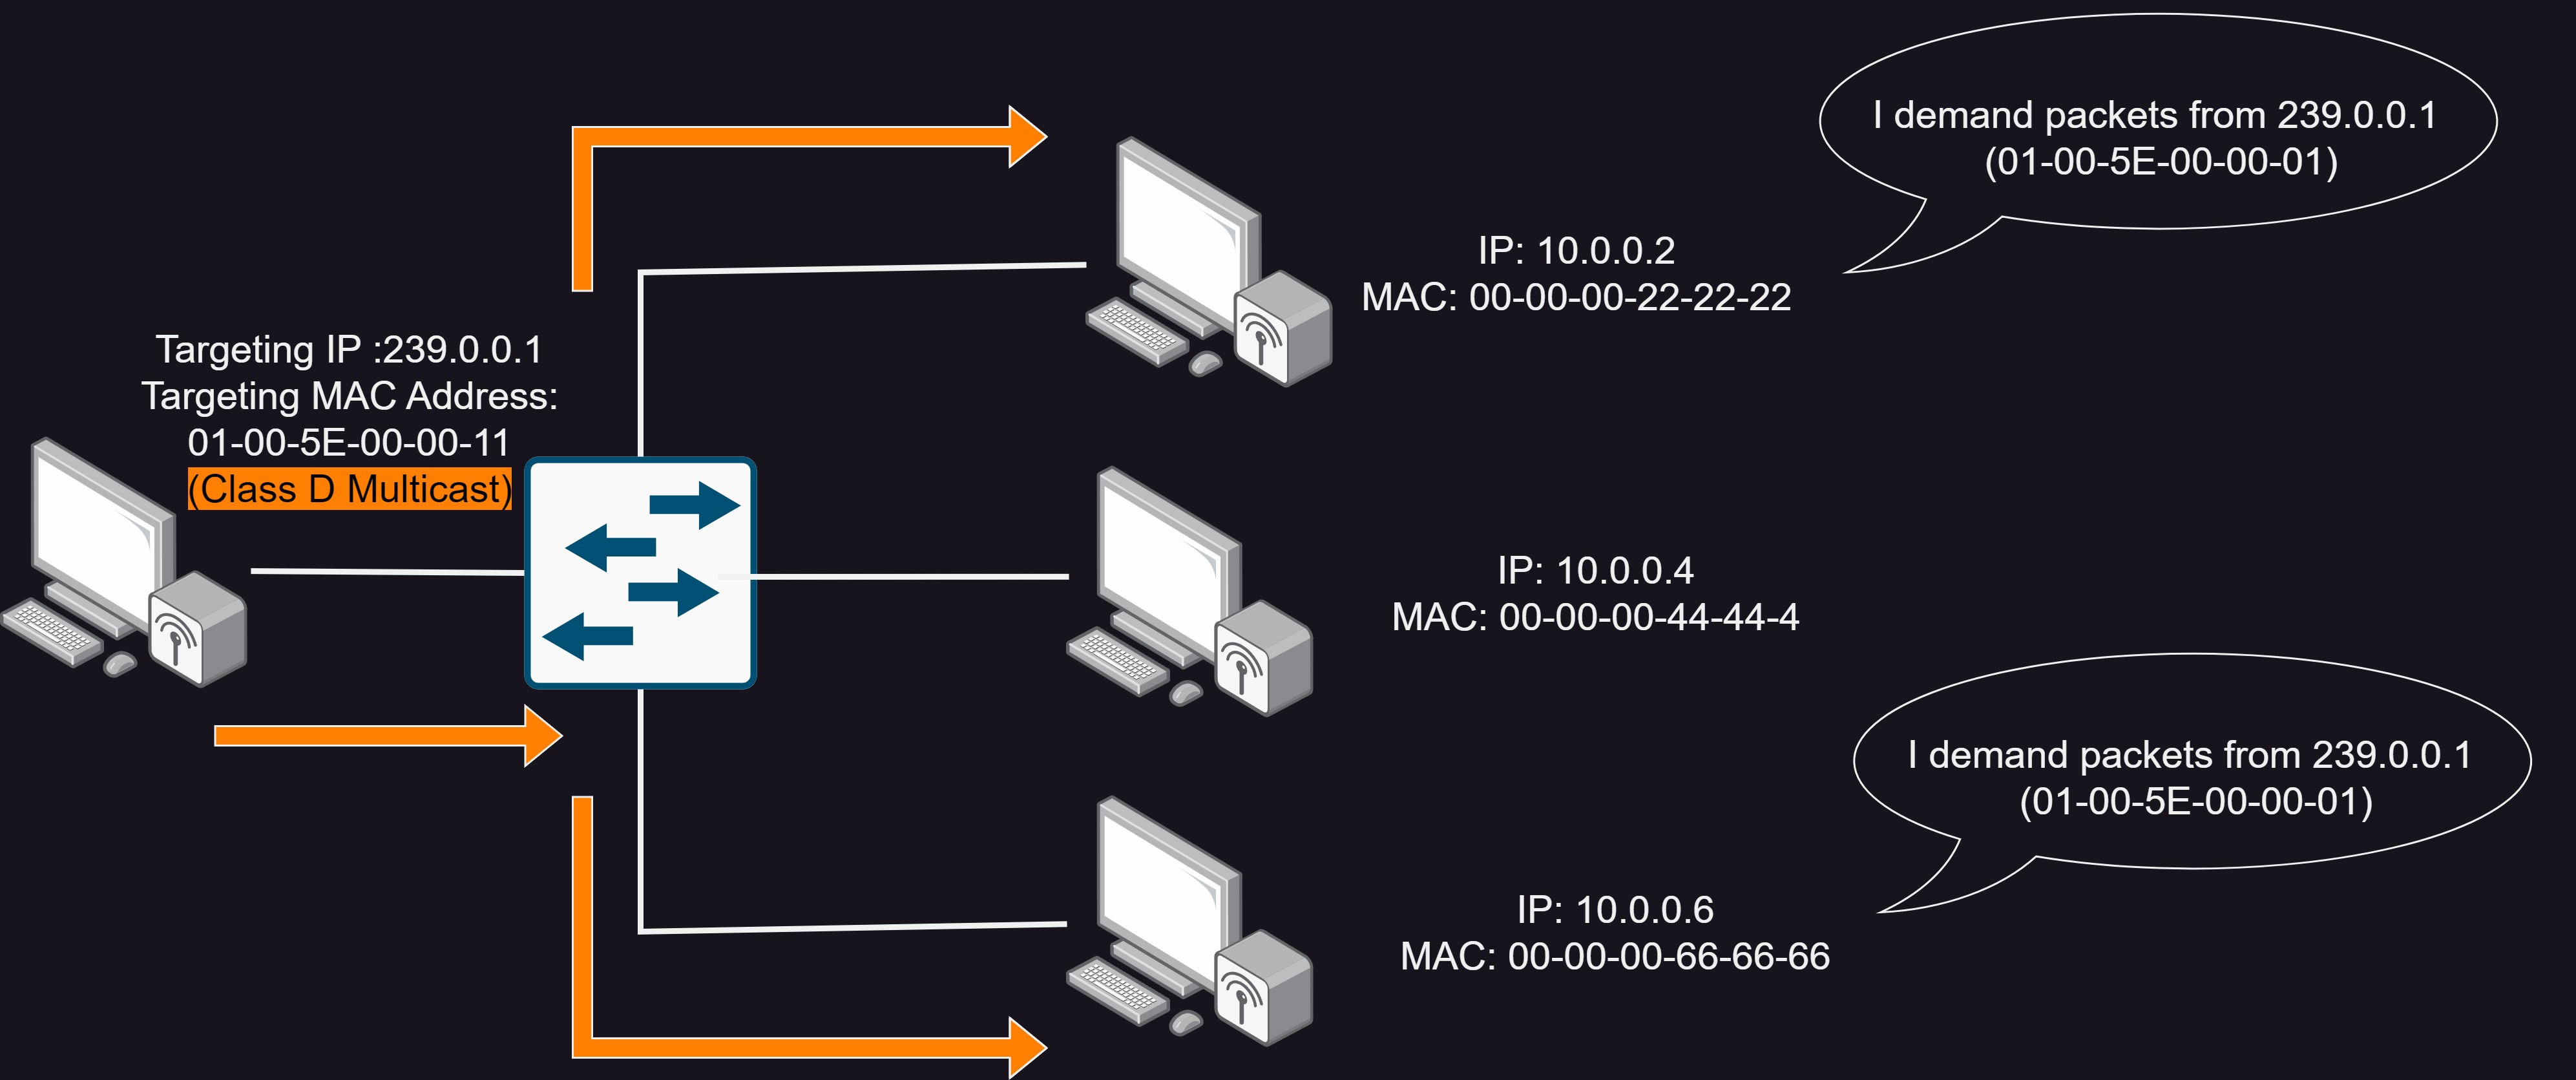 I demand packets from 239.0.0.1
(01-00-5E-00-00-01)
IP: 10.0.0.2
MAC: 00-00-00-22-22-22
Targeting IP :239.0.0.1
Targeting MAC Address:
01-00-5E-00-00-11
(Class D Multicast)
IP: 10.0.0.4
MAC: 00-00-00-44-44-4
I demand packets from 239.0.0.1
(01-00-5E-00-00-01)
IP: 10.0.0.6
MAC: 00-00-00-66-66-66